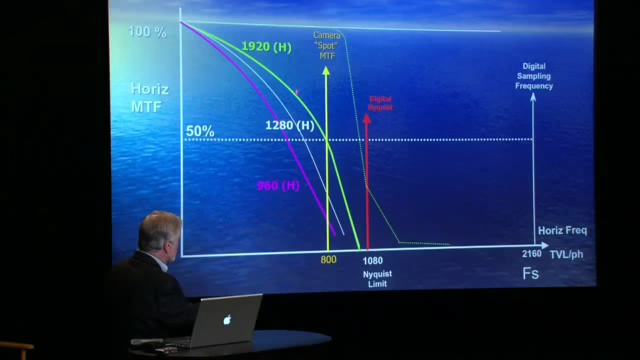 100 %
Camera
"Spot"
MTF
1920 (H)
Digital
Sampling
Frequency
Horiz
MTF
Digital
Nyquist
50%
1280 (H)
960 (H)
Horiz Freq
TVL/ph
800
1080
2160
Nyquist
Limit
Fs